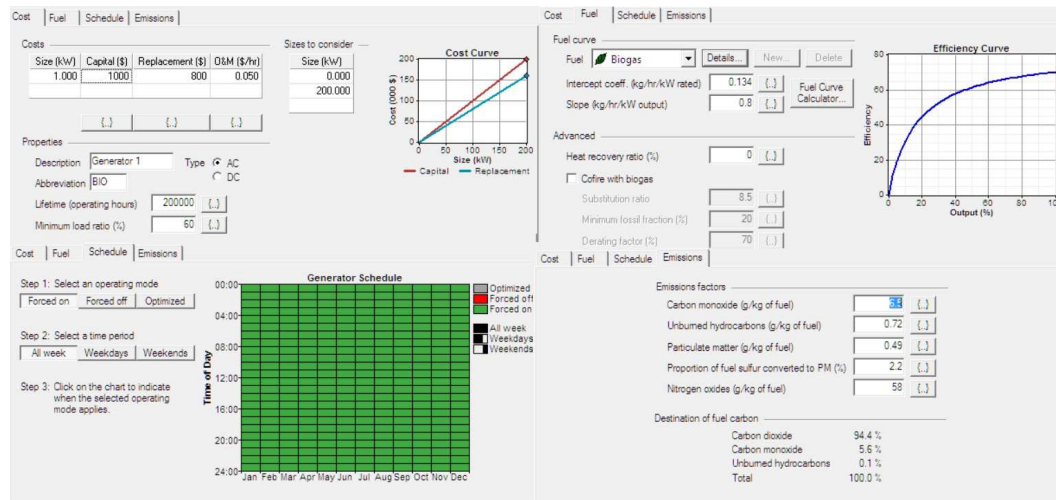 Cost Fuel Schedule Emissions
Costs
Size (kW) Capital ($) Replacement ($) O&M ($/hr)
1.000 1000 800 0.050
{..} {..} {..}
Sizes to consider
Size (kW)
0.000
200.000
Cost Curve
Cost (000 $)
200
150
100
50
0
0 50 100 150 200
Size (kW)
Capital Replacement
Properties
Description Generator 1 Type AC
Abbreviation BIO DC
Lifetime (operating hours) 200000 {..}
Minimum load ratio (%) 60 {..}
Cost Fuel Schedule Emissions
Fuel curve
Fuel Biogas Details... New... Delete
Intercept coeff. (kg/hr/kW rated) 0.134 {..}
Slope (kg/hr/kW output) 0.8 {..}
Fuel Curve
Calculator...
Advanced
Heat recovery ratio (%) 0 {..}
Cofire with biogas
Substitution ratio 8.5 {..}
Minimum fossil fraction (%) 20 {..}
Derating factor (%) 70 {..}
Efficiency Curve
Efficiency
80
60
40
20
0
0 20 40 60 80 100
Output (%)
Cost Fuel Schedule Emissions
Step 1: Select an operating mode
Forced on Forced off Optimized
Step 2: Select a time period
All week Weekdays Weekends
Step 3: Click on the chart to indicate
when the selected operating
mode applies.
Generator Schedule
Time of Day
00:00
04:00
08:00
12:00
16:00
20:00
24:00
Jan Feb Mar Apr May Jun Jul Aug Sep Oct Nov Dec
Optimized
Forced off
Forced on
All week
Weekdays
Weekends
Cost Fuel Schedule Emissions
Emissions factors
Carbon monoxide (g/kg of fuel) {..}
Unburned hydrocarbons (g/kg of fuel) 0.72 {..}
Particulate matter (g/kg of fuel) 0.49 {..}
Proportion of fuel sulfur converted to PM (%) 2.2 {..}
Nitrogen oxides (g/kg of fuel) 58 {..}
Destination of fuel carbon
Carbon dioxide 94.4 %
Carbon monoxide 5.6 %
Unburned hydrocarbons 0.1 %
Total 100.0 %